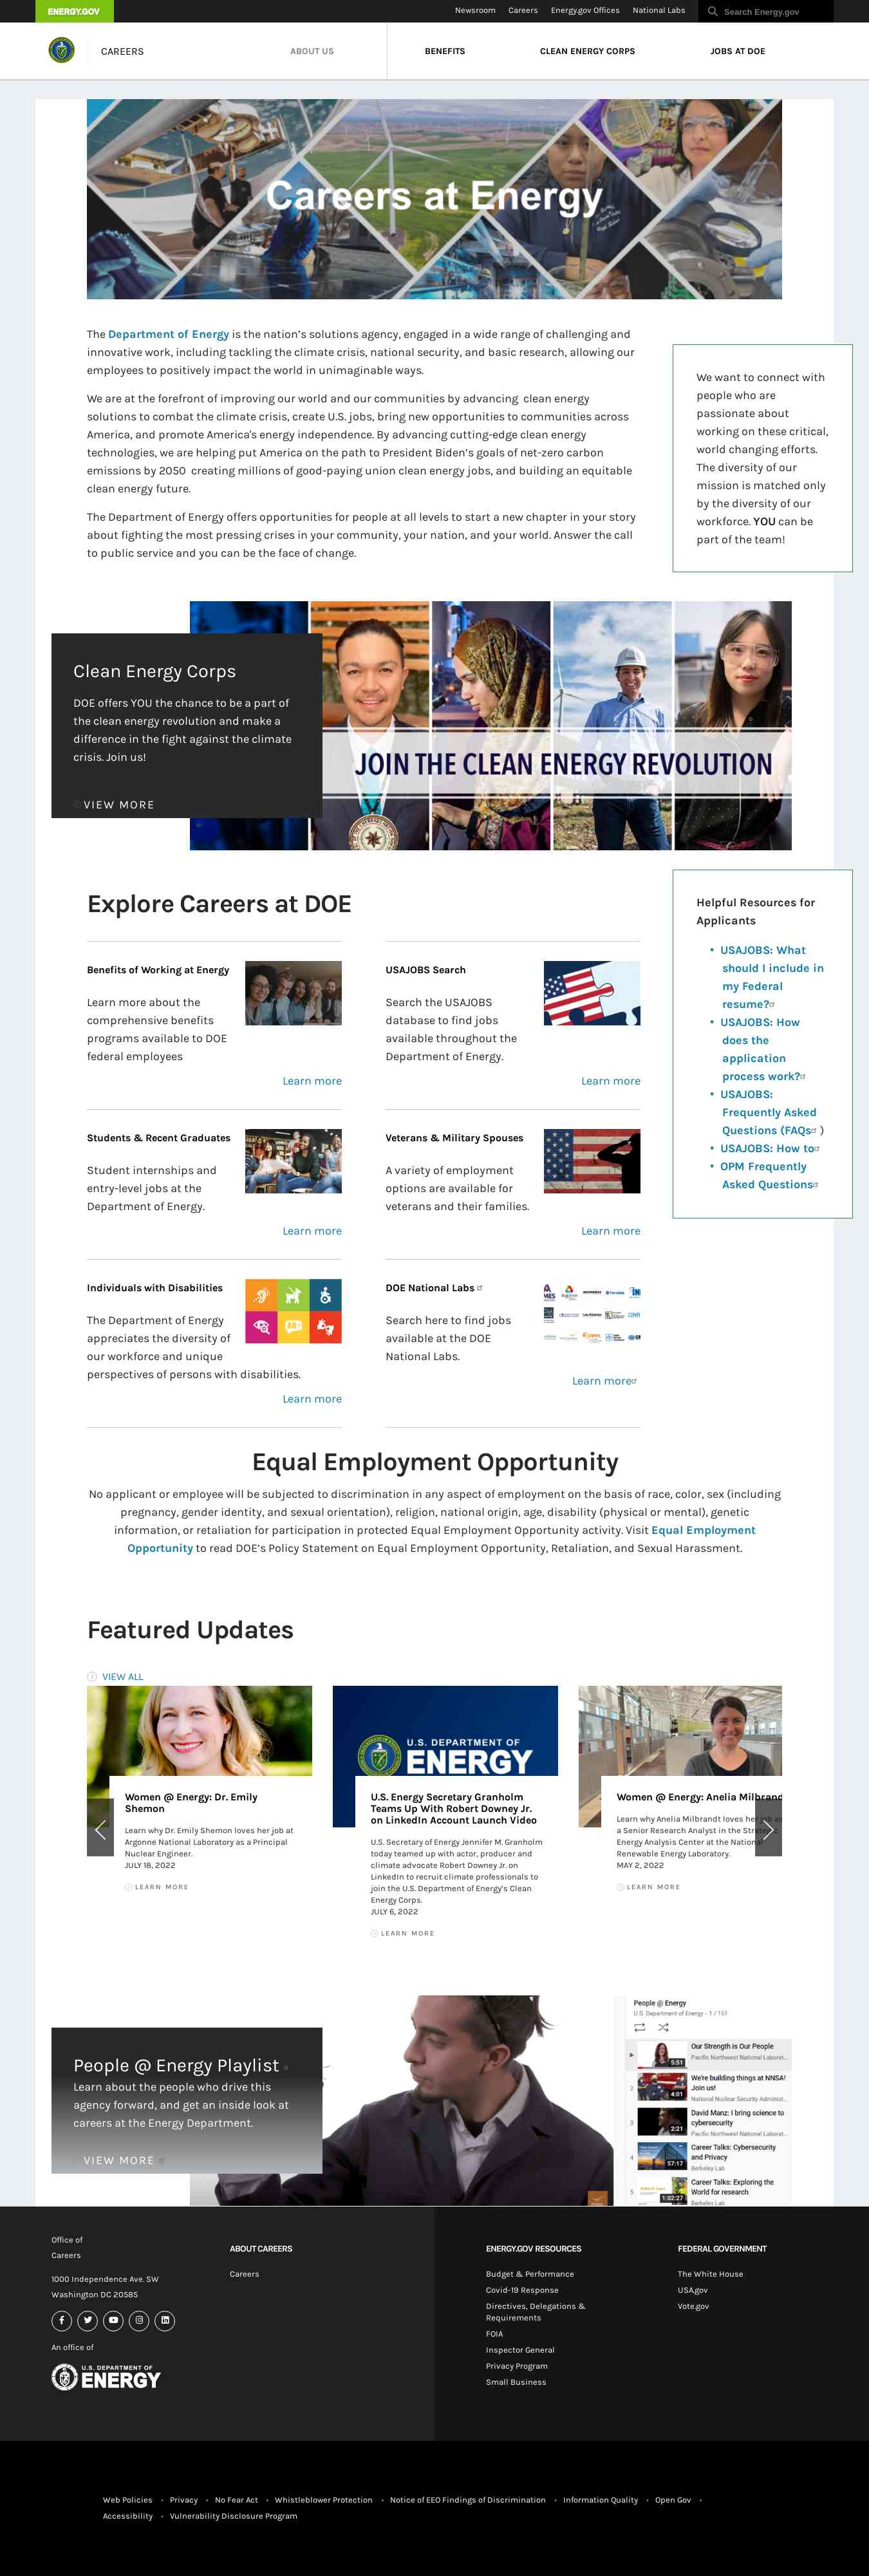 ENERGY.GOV
Newsroom Careers Energy.gov Offices National Labs Search Energy.gov
CAREERS ABOUT US BENEFITS CLEAN ENERGY CORPS JOBS AT DOE
Careers at Energy
The Department of Energy is the nation's solutions agency, engaged in a wide range of challenging and
innovative work, including tackling the climate crisis, national security, and basic research, allowing our
employees to positively impact the world in unimaginable ways.
We are at the forefront of improving our world and our communities by advancing clean energy
solutions to combat the climate crisis, create U.S. jobs, bring new opportunities to communities across
America, and promote America's energy independence. By advancing cutting-edge clean energy
technologies, we are helping put America on the path to President Biden's goals of net-zero carbon
emissions by 2050 creating millions of good-paying union clean energy jobs, and building an equitable
clean energy future.
The Department of Energy offers opportunities for people at all levels to start a new chapter in your story
about fighting the most pressing crises in your community, your nation, and your world. Answer the call
to public service and you can be the face of change.
We want to connect with
people who are
passionate about
working on these critical,
world changing efforts.
The diversity of our
mission is matched only
by the diversity of our
workforce. YOU can be
part of the team!
Clean Energy Corps
DOE offers YOU the chance to be a part of
the clean energy revolution and make a
difference in the fight against the climate
crisis. Join us!
VIEW MORE
JOIN THE CLEAN ENERGY REVOLUTION
Explore Careers at DOE
Benefits of Working at Energy
Learn more about the
comprehensive benefits
programs available to DOE
federal employees
Learn more
USAJOBS Search
Search the USAJOBS
database to find jobs
available throughout the
Department of Energy.
Learn more
Students & Recent Graduates
Student internships and
entry-level jobs at the
Department of Energy.
Learn more
Veterans & Military Spouses
A variety of employment
options are available for
veterans and their families.
Learn more
Individuals with Disabilities
The Department of Energy
appreciates the diversity of
our workforce and unique
perspectives of persons with disabilities.
Learn more
DOE National Labs
Search here to find jobs
available at the DOE
National Labs.
Learn more
Helpful Resources for
Applicants
• USAJOBS: What
should I include in
my Federal
resume?
• USAJOBS: How
does the
application
process work?
• USAJOBS:
Frequently Asked
Questions (FAQs )
• USAJOBS: How to
• OPM Frequently
Asked Questions
Equal Employment Opportunity
No applicant or employee will be subjected to discrimination in any aspect of employment on the basis of race, color, sex (including
pregnancy, gender identity, and sexual orientation), religion, national origin, age, disability (physical or mental), genetic
information, or retaliation for participation in protected Equal Employment Opportunity activity. Visit Equal Employment
Opportunity to read DOE's Policy Statement on Equal Employment Opportunity, Retaliation, and Sexual Harassment.
Featured Updates
VIEW ALL
Women @ Energy: Dr. Emily
Shemon
Learn why Dr. Emily Shemon loves her job at
Argonne National Laboratory as a Principal
Nuclear Engineer.
JULY 18, 2022
LEARN MORE
U.S. DEPARTMENT OF
ENERGY
U.S. Energy Secretary Granholm
Teams Up With Robert Downey Jr.
on LinkedIn Account Launch Video
U.S. Secretary of Energy Jennifer M. Granholm
today teamed up with actor, producer and
climate advocate Robert Downey Jr. on
LinkedIn to recruit climate professionals to
join the U.S. Department of Energy's Clean
Energy Corps.
JULY 6, 2022
LEARN MORE
Women @ Energy: Anelia Milbrand
Learn why Anelia Milbrandt loves her job as
a Senior Research Analyst in the Strategic
Energy Analysis Center at the National
Renewable Energy Laboratory.
MAY 2, 2022
LEARN MORE
People @ Energy Playlist
Learn about the people who drive this
agency forward, and get an inside look at
careers at the Energy Department.
VIEW MORE
People @ Energy
U.S. Department of Energy - 1 / 151
Our Strength is Our People
Pacific Northwest National Laborat...
5:51
2 We're building things at NNSA!
Join us!
National Nuclear Security Administ...
4:01
3 David Manz: I bring science to
cybersecurity
Pacific Northwest National Laborat...
2:21
4 Career Talks: Cybersecurity
and Privacy
Berkeley Lab
57:17
5 Career Talks: Exploring the
World for research
Berkeley Lab
1:02:27
Office of
Careers
1000 Independence Ave. SW
Washington DC 20585
An office of
U.S. DEPARTMENT OF
ENERGY
ABOUT CAREERS
Careers
ENERGY.GOV RESOURCES
Budget & Performance
Covid-19 Response
Directives, Delegations &
Requirements
FOIA
Inspector General
Privacy Program
Small Business
FEDERAL GOVERNMENT
The White House
USA.gov
Vote.gov
Web Policies • Privacy • No Fear Act • Whistleblower Protection • Notice of EEO Findings of Discrimination • Information Quality • Open Gov •
Accessibility • Vulnerability Disclosure Program